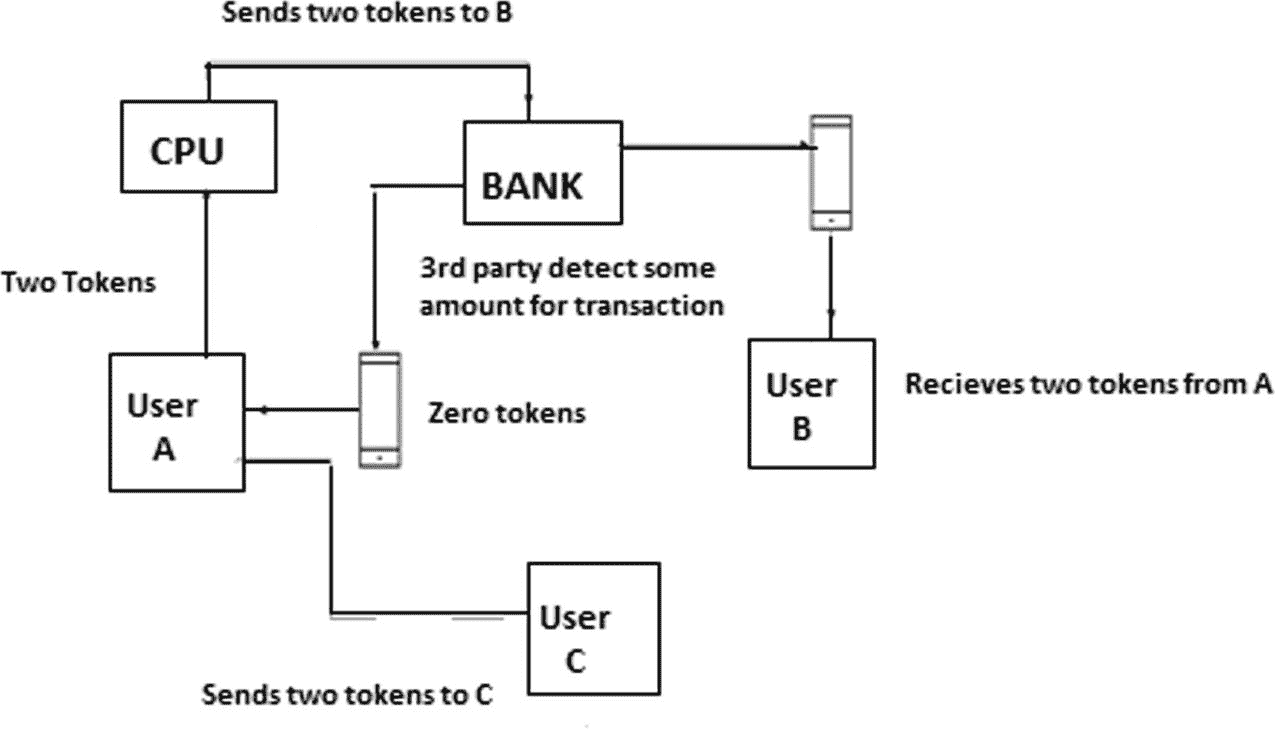 Sends two tokens to B
CPU
BANK
Two Tokens
3rd party detect some
amount for transaction
User
A
Zero tokens
User
B
Recieves two tokens from A
User
C
Sends two tokens to C